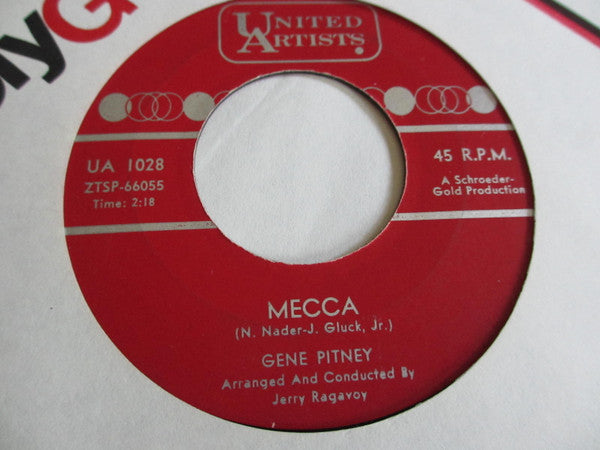 UNITED
ARTISTS
UA 1028
ZTSP-66055
Time: 2:18
45 R.P.M.
A Schroeder-
Gold Production
MECCA
(N. Nader-J. Gluck, Jr.)
GENE PITNEY
Arranged And Conducted By
Jerry Ragavoy